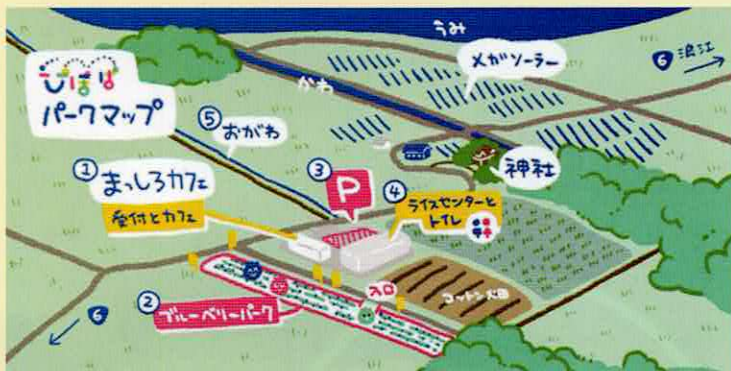 うみ
メガソーラー
6 浪江
ぴぽぱ
パークマップ
かわ
⑤ おがわ
① まっしろカフェ
受付とカフェ
③
P
神社
④
ライスセンターと
トイレ
入口
コットン畑
② ブルーベリーパーク
6